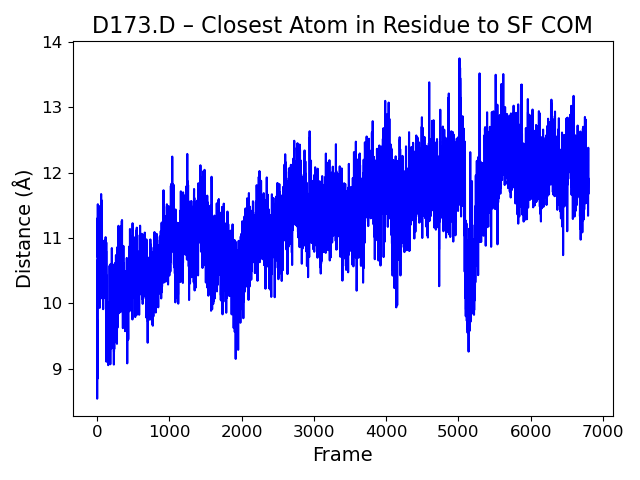 D173.D – Closest Atom in Residue to SF COM
14
13
12
11
10
9
Distance (Å)
0 1000 2000 3000 4000 5000 6000 7000
Frame